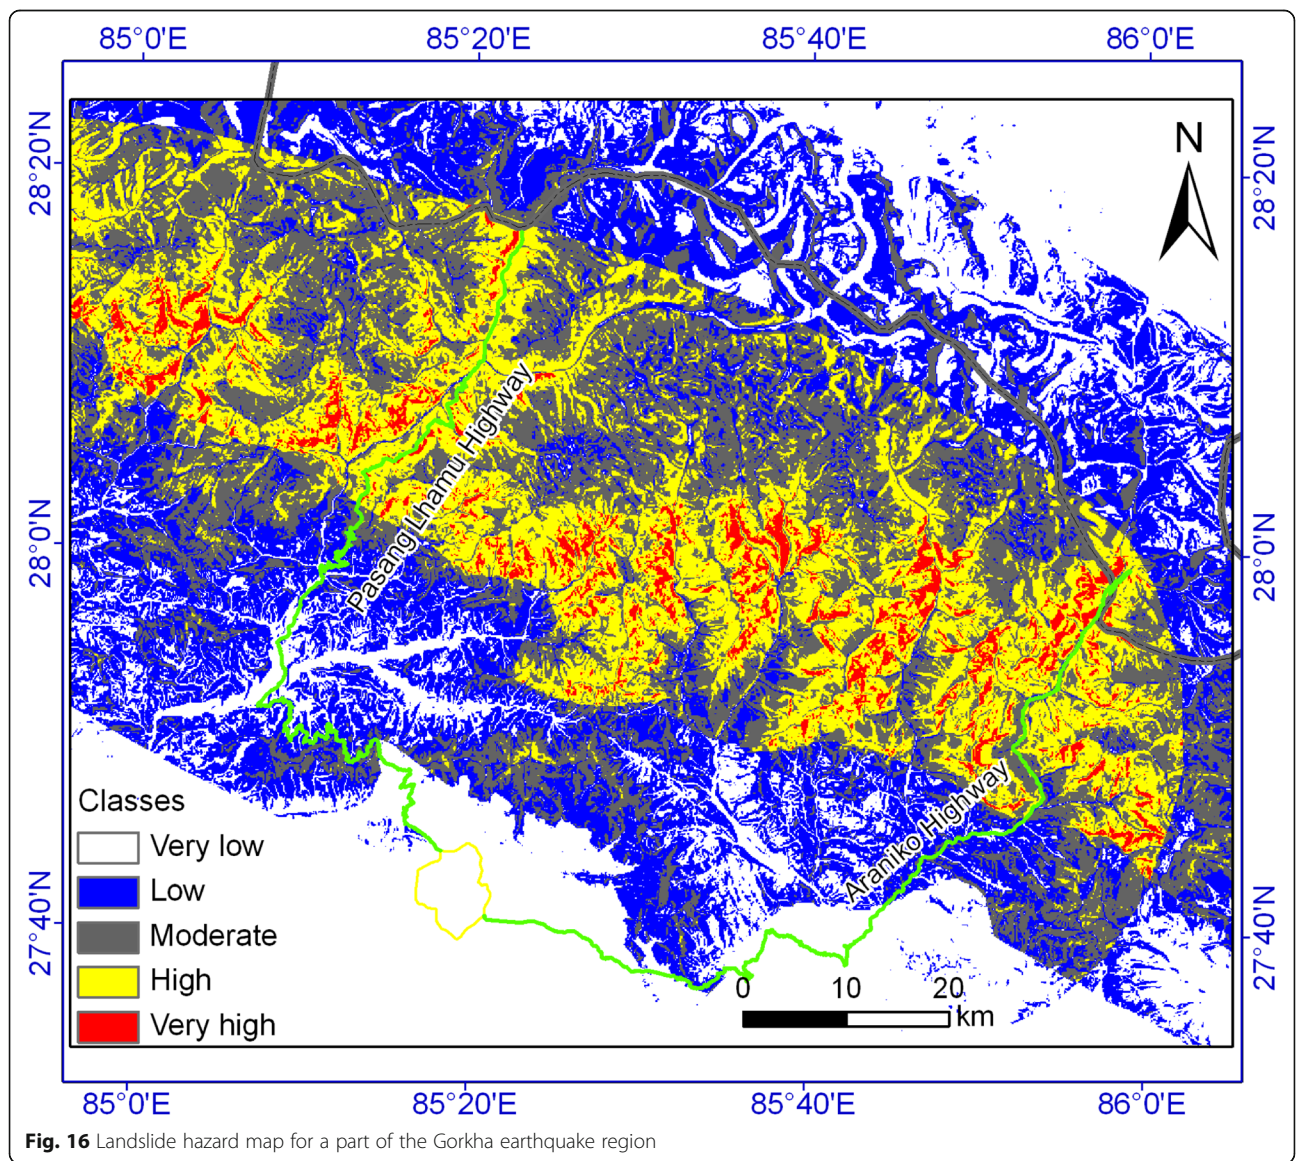 85°0'E 85°20'E 85°40'E 86°0'E
N
28°20'N 28°20'N
Pasang Lhamu Highway
28°0'N 28°0'N
Classes
Very low
Low
Moderate
High
Very high
Araniko Highway
27°40'N 27°40'N
0 10 20
km
85°0'E 85°20'E 85°40'E 86°0'E
Fig. 16 Landslide hazard map for a part of the Gorkha earthquake region